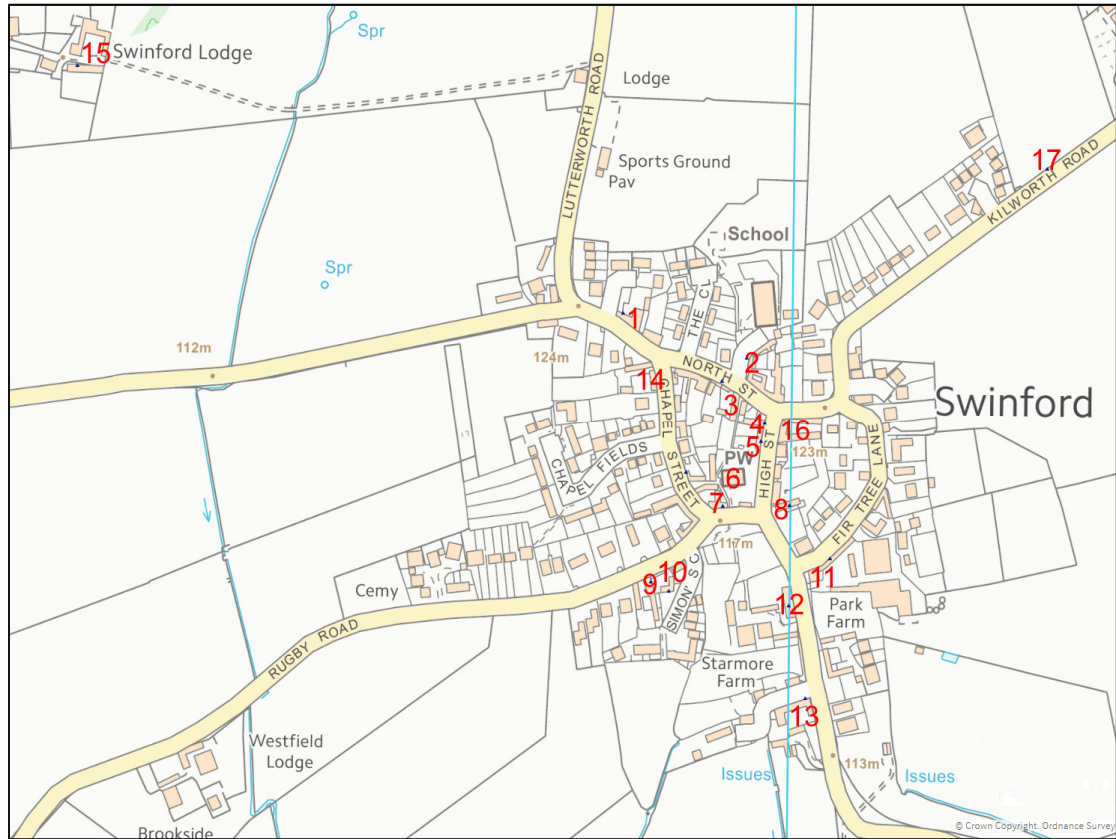 Spr
15
Swinford Lodge
Lodge
LUTTERWORTH ROAD
Sports Ground
Pav
17
KILWORTH ROAD
School
Spr
THE CL
1
112m
124m
2
NORTH ST
14
3
Swinford
4
16
5
123m
CHAPEL STREET
CHAPEL FIELDS
PW
6
HIGH ST
FIR TREE LANE
7
8
117m
10
9
11
SIMON'S C
Cemy
12
Park
Farm
RUGBY ROAD
Starmore
Farm
13
Westfield
Lodge
113m
Issues
Issues
Brookside
© Crown Copyright, Ordnance Survey